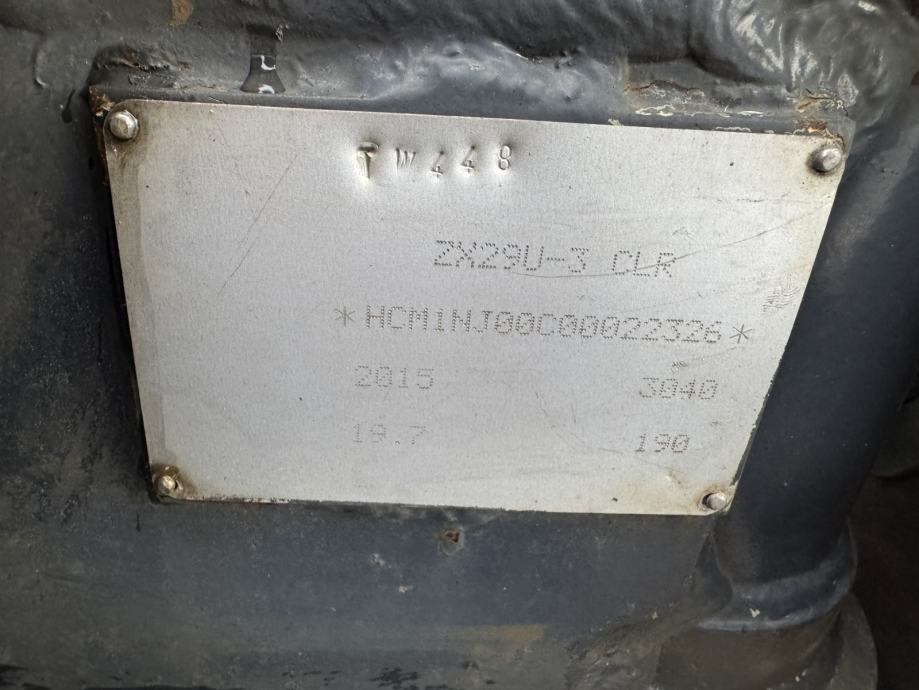 TW448
ZX29U-3 CLR
*HCM1NJ00C00022326*
2015 3040
19.7 190